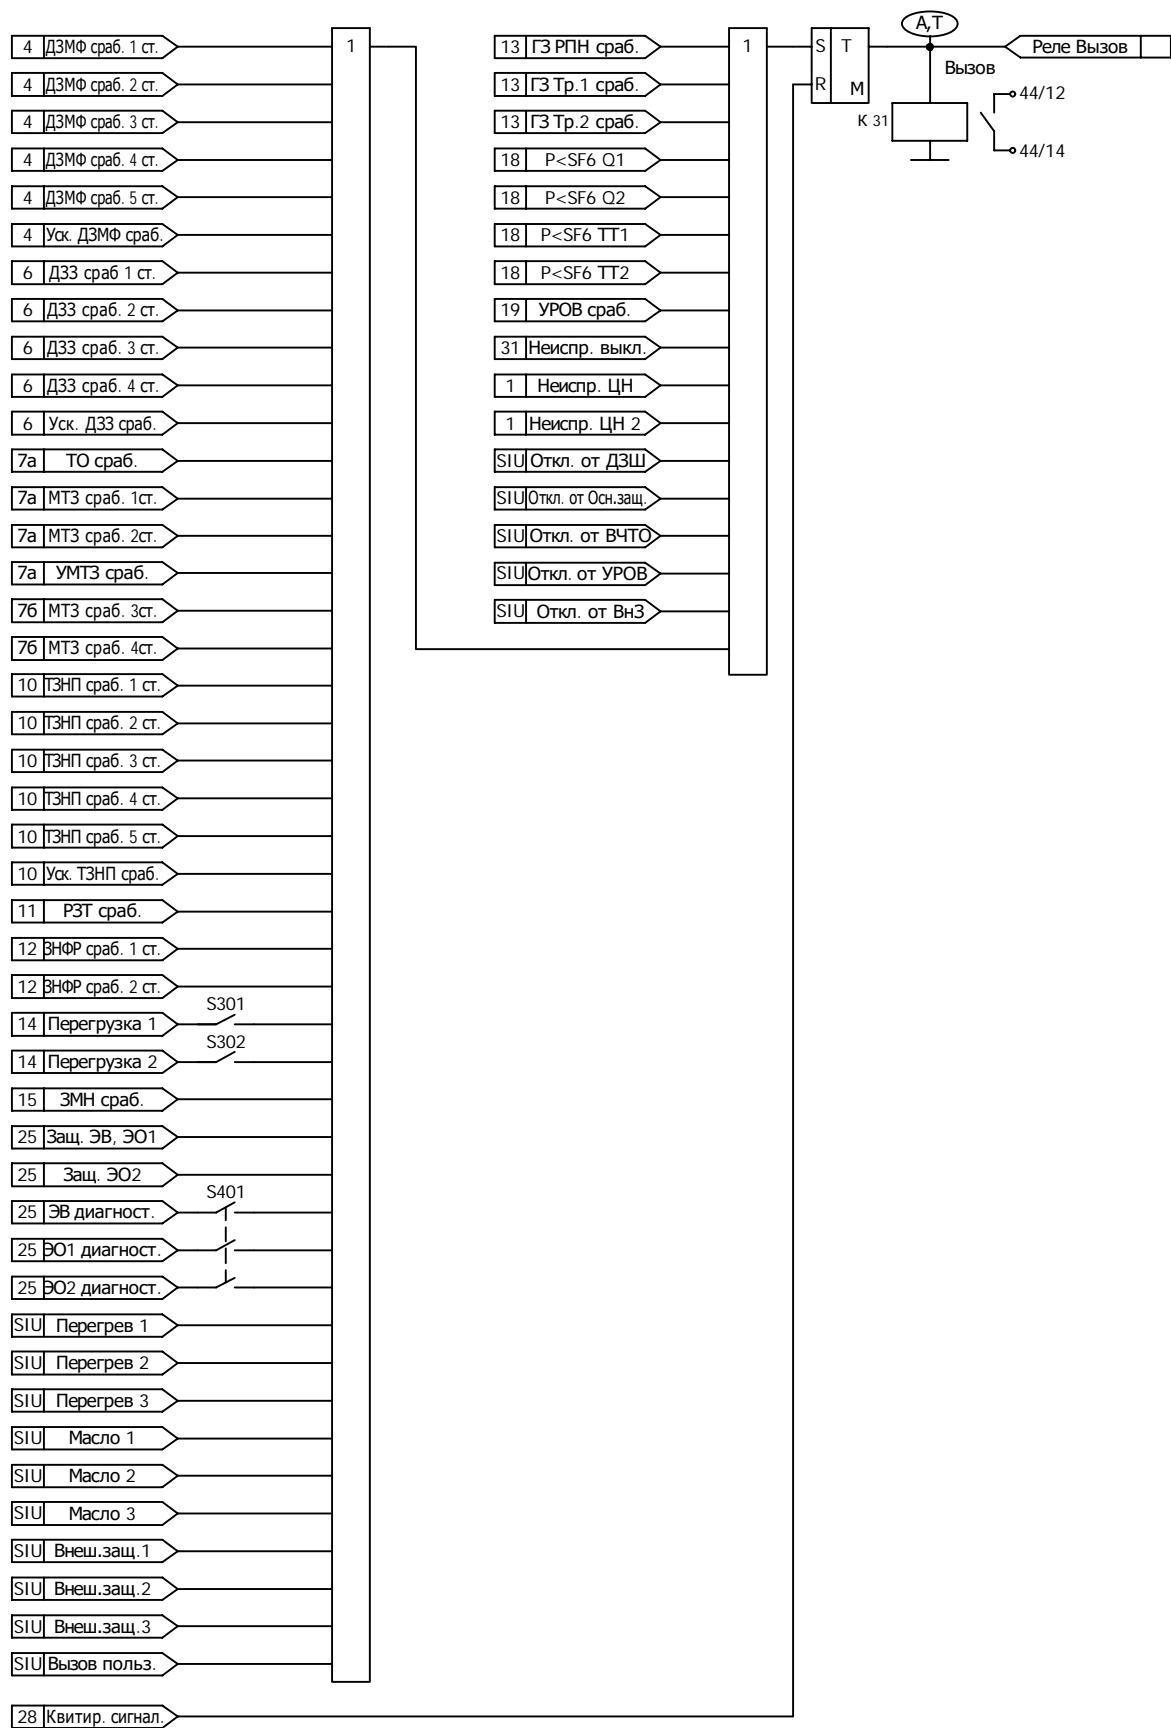 4 ДЗМФ сраб. 1 ст.
4 ДЗМФ сраб. 2 ст.
4 ДЗМФ сраб. 3 ст.
4 ДЗМФ сраб. 4 ст.
4 ДЗМФ сраб. 5 ст.
4 Уск. ДЗМФ сраб.
6 ДЗЗ сраб 1 ст.
6 ДЗЗ сраб. 2 ст.
6 ДЗЗ сраб. 3 ст.
6 ДЗЗ сраб. 4 ст.
6 Уск. ДЗЗ сраб.
7а ТО сраб.
7а МТЗ сраб. 1ст.
7а МТЗ сраб. 2ст.
7а УМТЗ сраб.
7б МТЗ сраб. 3ст.
7б МТЗ сраб. 4ст.
10 ТЗНП сраб. 1 ст.
10 ТЗНП сраб. 2 ст.
10 ТЗНП сраб. 3 ст.
10 ТЗНП сраб. 4 ст.
10 ТЗНП сраб. 5 ст.
10 Уск. ТЗНП сраб.
11 РЗТ сраб.
12 ЗНФР сраб. 1 ст.
12 ЗНФР сраб. 2 ст.
S301
14 Перегрузка 1
S302
14 Перегрузка 2
15 ЗМН сраб.
25 Защ. ЭВ, ЭО1
25 Защ. ЭО2
S401
25 ЭВ диагност.
25 ЭО1 диагност.
25 ЭО2 диагност.
SIU Перегрев 1
SIU Перегрев 2
SIU Перегрев 3
SIU Масло 1
SIU Масло 2
SIU Масло 3
SIU Внеш.защ.1
SIU Внеш.защ.2
SIU Внеш.защ.3
SIU Вызов польз.
28 Квитир. сигнал.
1
13 ГЗ РПН сраб.
13 ГЗ Тр.1 сраб.
13 ГЗ Тр.2 сраб.
18 P<SF6 Q1
18 P<SF6 Q2
18 P<SF6 ТТ1
18 P<SF6 ТТ2
19 УРОВ сраб.
31 Неиспр. выкл.
1 Неиспр. ЦН
1 Неиспр. ЦН 2
SIU Откл. от ДЗШ
SIU Откл. от Осн.защ.
SIU Откл. от ВЧТО
SIU Откл. от УРОВ
SIU Откл. от ВнЗ
1
S T
R M
А,Т
Реле Вызов
Вызов
К 31
44/12
44/14